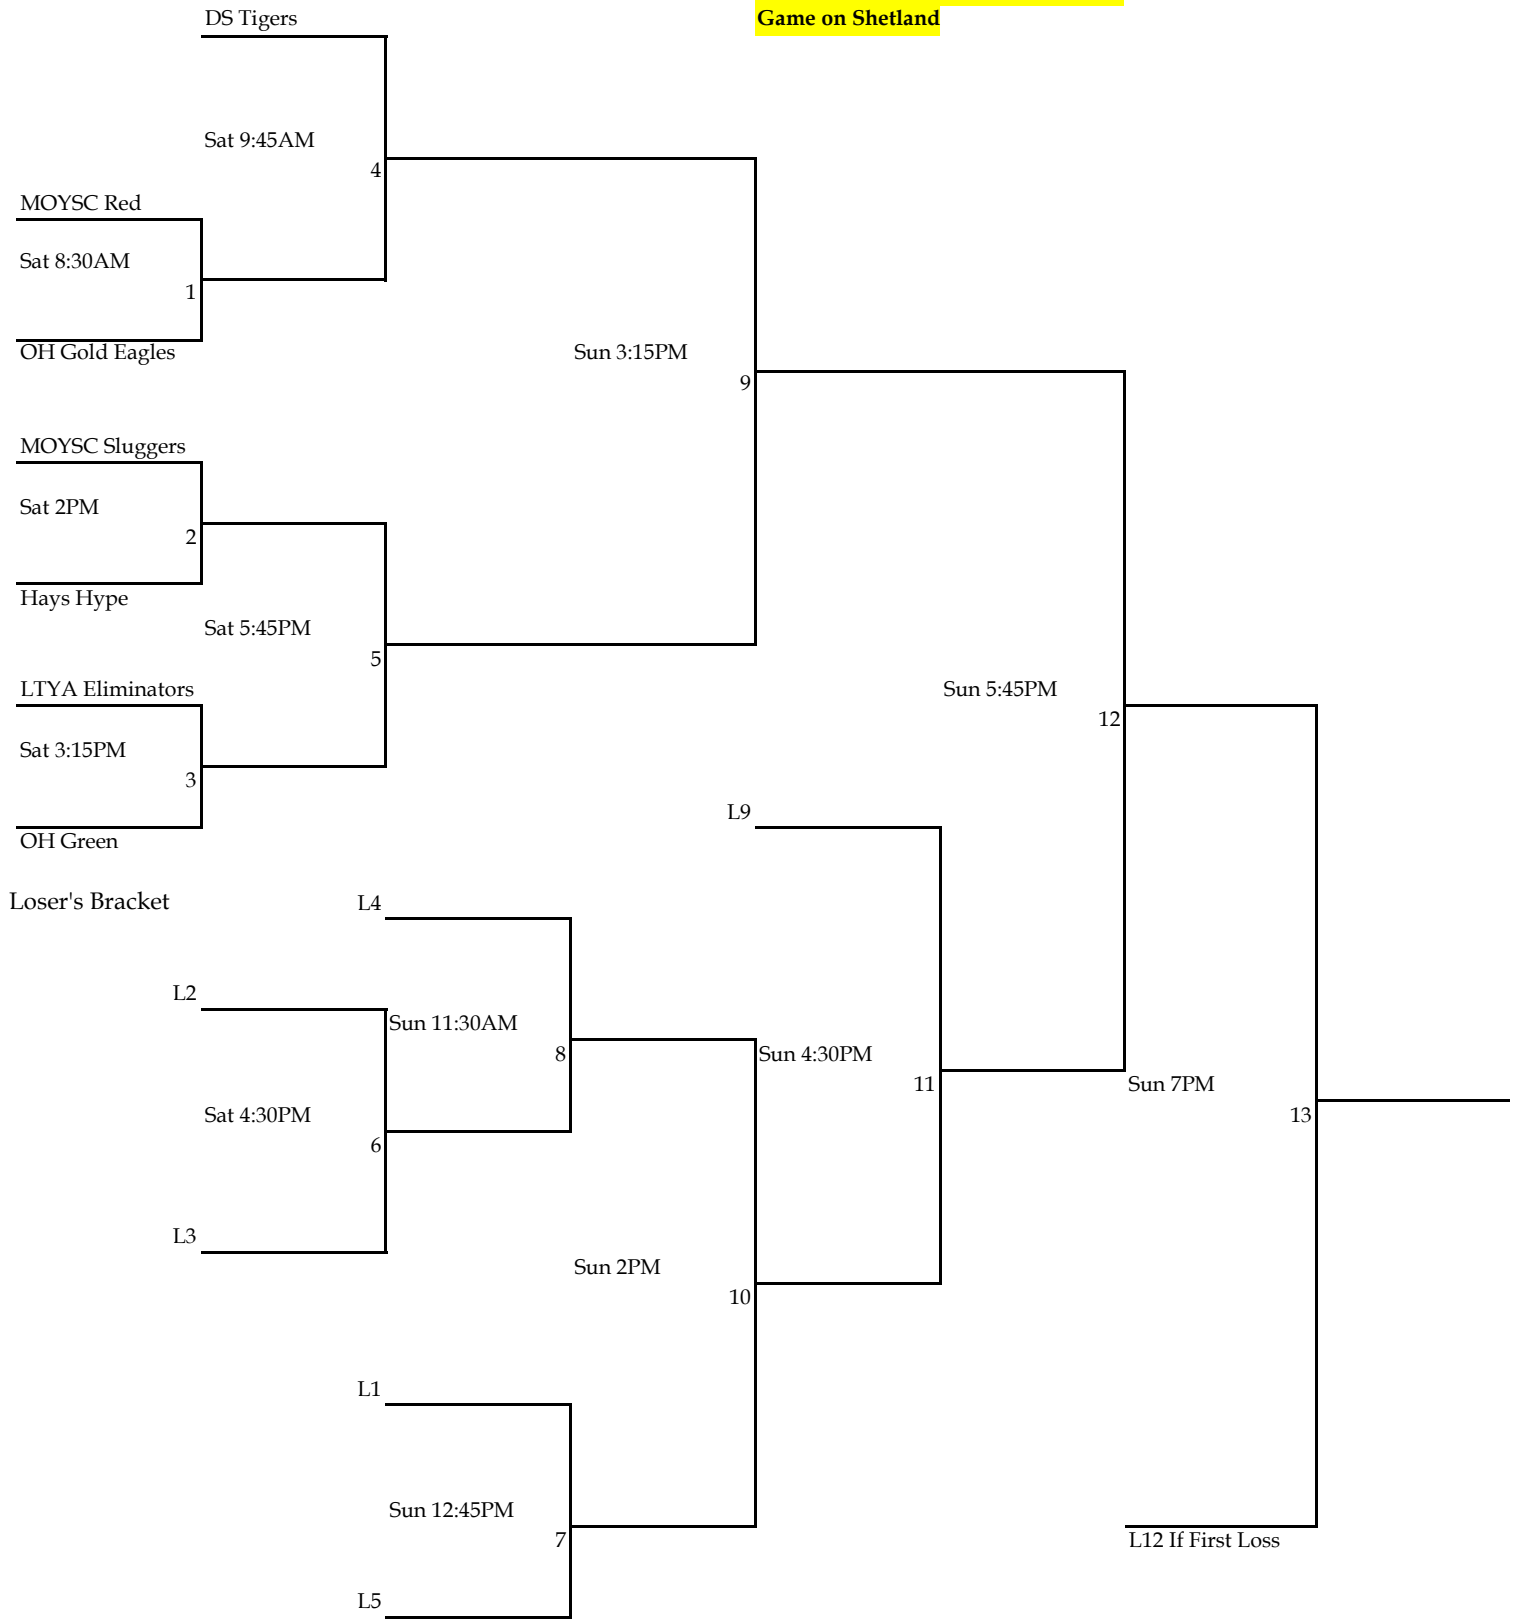 DS Tigers
Game on Shetland
Sat 9:45AM
4
MOYSC Red
Sat 8:30AM
1
OH Gold Eagles
Sun 3:15PM
9
MOYSC Sluggers
Sat 2PM
2
Hays Hype
Sat 5:45PM
5
LTYA Eliminators
Sun 5:45PM
12
Sat 3:15PM
3
L9
OH Green
Loser's Bracket
L4
L2
Sun 11:30AM
8
Sun 4:30PM
11
Sun 7PM
13
Sat 4:30PM
6
L3
Sun 2PM
10
L1
Sun 12:45PM
7
L12 If First Loss
L5